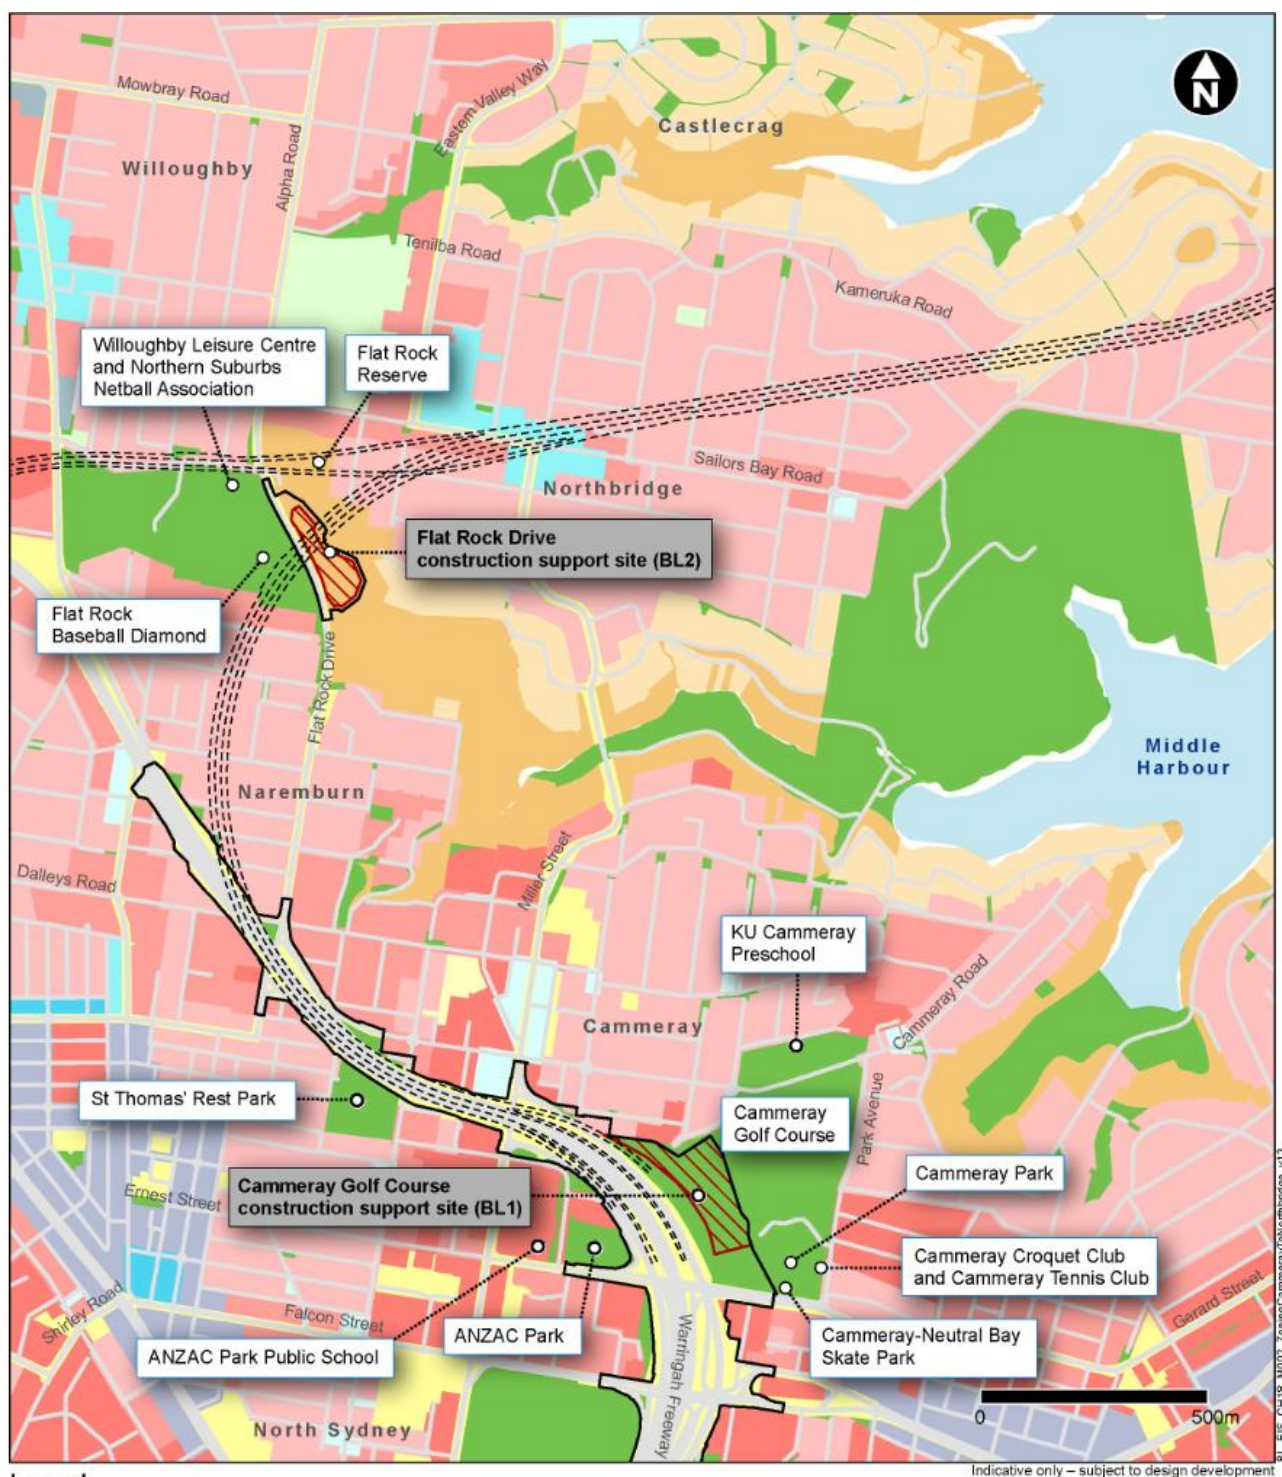 Mowbray Road
Eastern Valley Way
Castlecrag
N
Willoughby
Alpha Road
Tenilba Road
Kameruka Road
Willoughby Leisure Centre
and Northern Suburbs
Netball Association
Flat Rock
Reserve
Sailors Bay Road
Northbridge
Flat Rock Drive
construction support site (BL2)
Flat Rock
Baseball Diamond
Flat Rock Drive
Middle
Harbour
Naremburn
Dalleys Road
Miller Street
KU Cammeray
Preschool
Cammeray Road
Cammeray
St Thomas' Rest Park
Cammeray
Golf Course
Park Avenue
Cammeray Park
Ernest Street
Cammeray Golf Course
construction support site (BL1)
Cammeray Croquet Club
and Cammeray Tennis Club
Shirley Road
Falcon Street
ANZAC Park
ANZAC Park Public School
Warringah Freeway
Cammeray-Neutral Bay
Skate Park
Gerard Street
North Sydney
0 500m
Indicative only – subject to design development